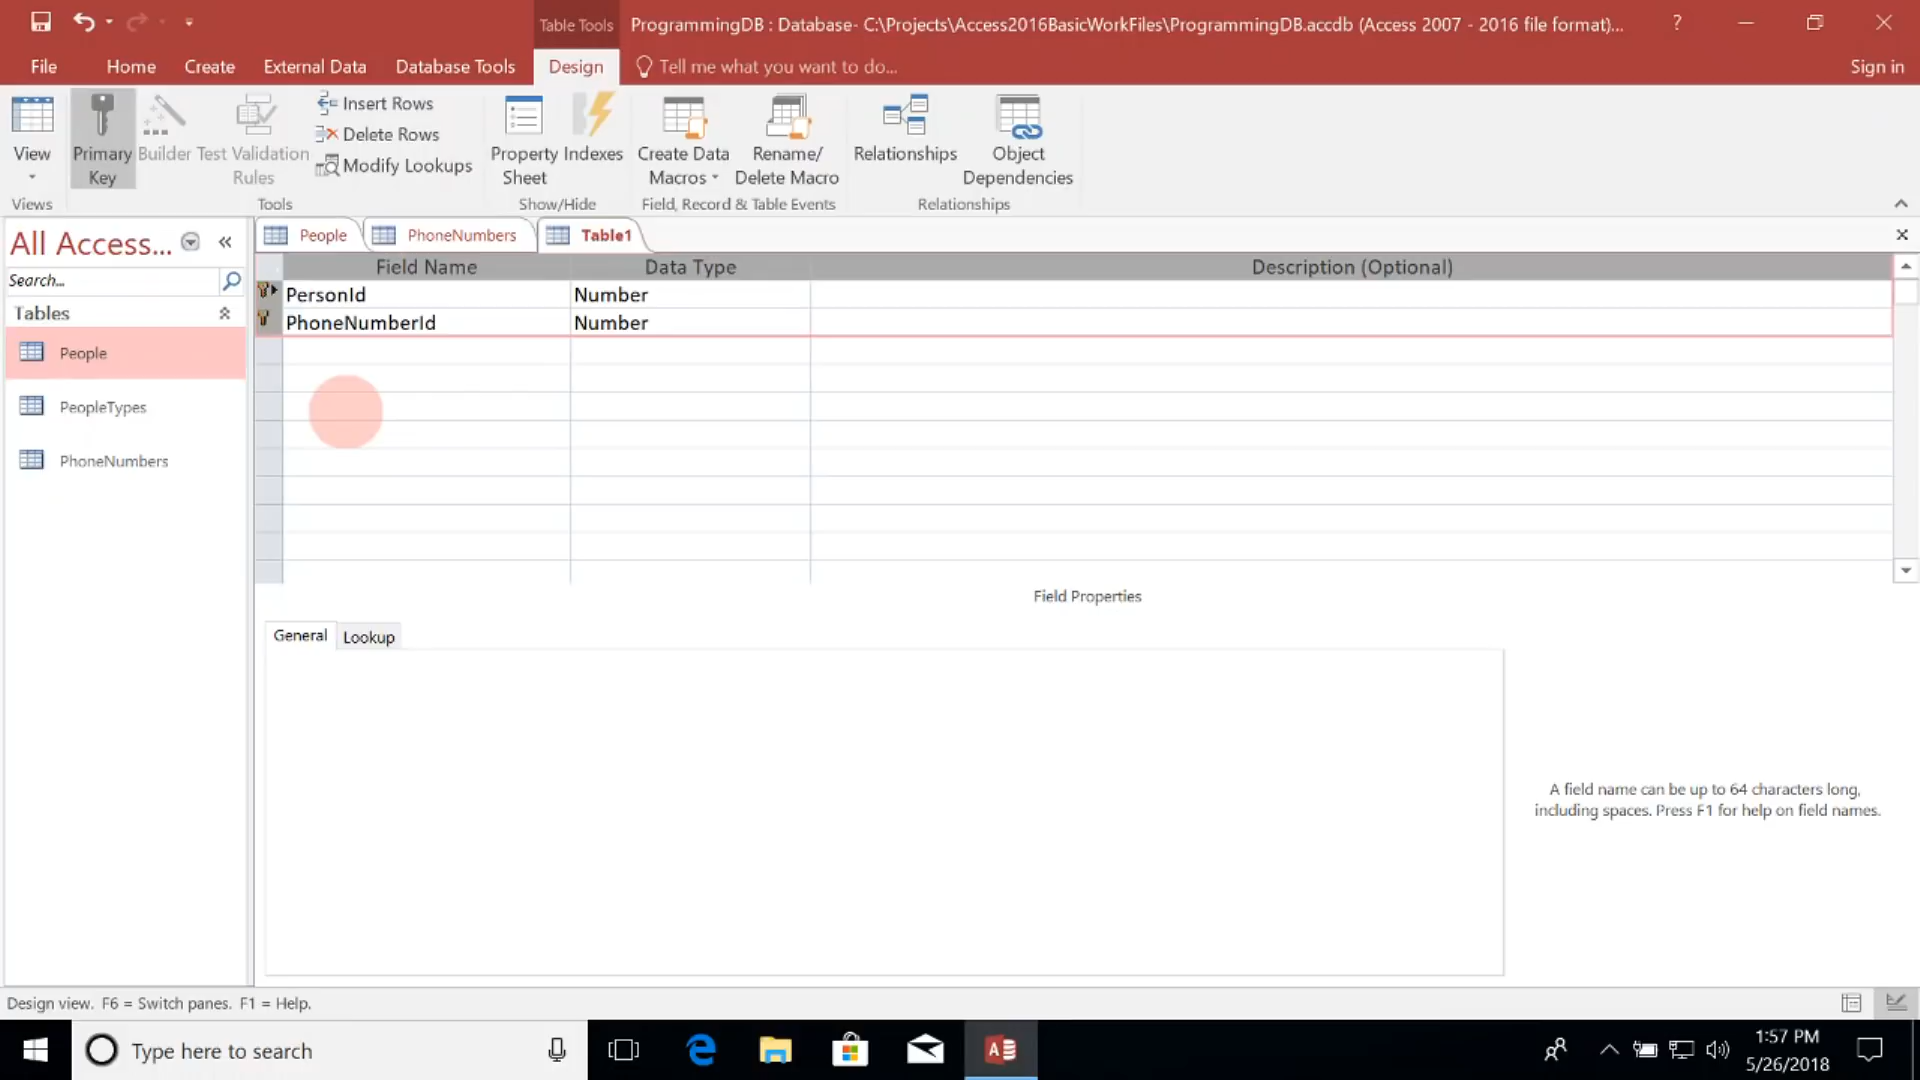 Table Tools
ProgrammingDB : Database- C:\Projects\Access2016BasicWorkFiles\ProgrammingDB.accdb (Access 2007 - 2016 file format)...
?
File
Home
Create
External Data
Database Tools
Design
Tell me what you want to do...
Sign in
View
Primary
Key
Builder
Test Validation
Rules
Insert Rows
Delete Rows
Modify Lookups
Property
Sheet
Indexes
Create Data
Macros
Rename/
Delete Macro
Relationships
Object
Dependencies
Views
Tools
Show/Hide
Field, Record & Table Events
Relationships
All Access...
People
PhoneNumbers
Table1
Search...
Field Name
Data Type
Description (Optional)
PersonId
Number
PhoneNumberId
Number
Tables
People
PeopleTypes
PhoneNumbers
Field Properties
General
Lookup
A field name can be up to 64 characters long,
including spaces. Press F1 for help on field names.
Design view. F6 = Switch panes. F1 = Help.
Type here to search
1:57 PM
5/26/2018